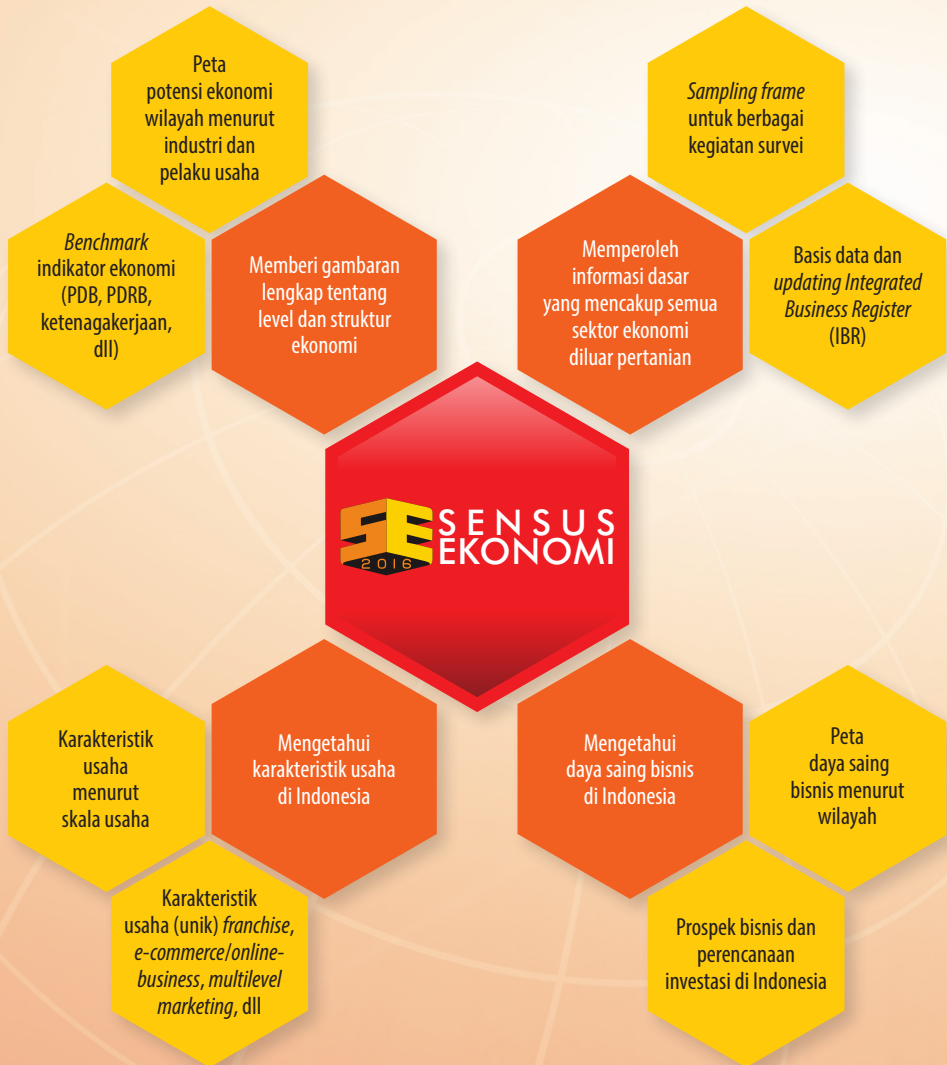 Peta
potensi ekonomi
wilayah menurut
industri dan
pelaku usaha
Benchmark
indikator ekonomi
(PDB, PDRB,
ketenagakerjaan,
dll)
Memberi gambaran
lengkap tentang
level dan struktur
ekonomi
Sampling frame
untuk berbagai
kegiatan survei
Memperoleh
informasi dasar
yang mencakup semua
sektor ekonomi
diluar pertanian
Basis data dan
updating Integrated
Business Register
(IBR)
SE
2016
SENSUS
EKONOMI
Karakteristik
usaha
menurut
skala usaha
Mengetahui
karakteristik usaha
di Indonesia
Karakteristik
usaha (unik) franchise,
e-commerce/online-
business, multilevel
marketing, dll
Mengetahui
daya saing bisnis
di Indonesia
Peta
daya saing
bisnis menurut
wilayah
Prospek bisnis dan
perencanaan
investasi di Indonesia